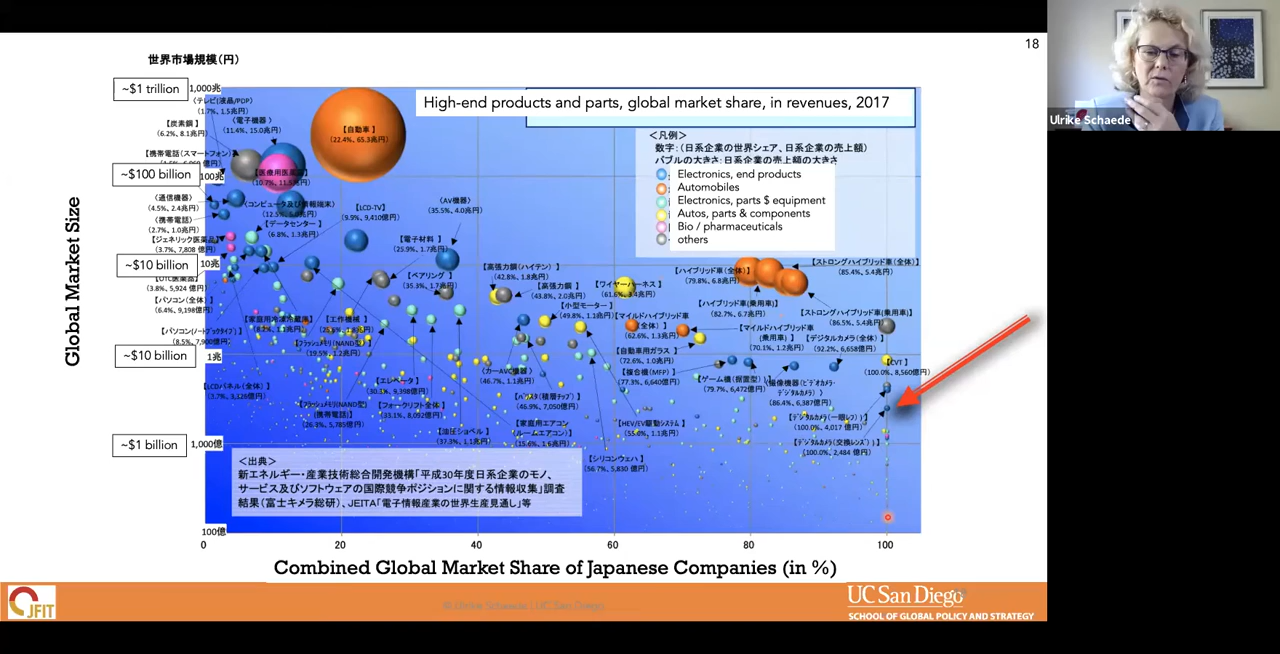 18
世界市場規模(円)
~$1 trillion
1,000兆
High-end products and parts, global market share, in revenues, 2017
<凡例>
数字:(日系企業の世界シェア、日系企業の売上額)
バブルの大きさ:日系企業の売上額の大きさ
Electronics, end products
Automobiles
Electronics, parts $ equipment
Autos, parts & components
Bio / pharmaceuticals
others
Ulrike Schaede
【テレビ(液晶/PDP)
(1.7%、1.5兆円)
【炭素鋼】
(6.2%、8.1兆円)
【電子機器】
(11.4%、15.0兆円)
【自動車】
(22.4%、65.3兆円)
【携帯電話(スマートフォン)
~$100 billion
100兆
【医療用医薬品】
(10.7%、11.5兆円)
【通信機器】
(4.5%、2.4兆円)
【コンピュータ及び情報端末】
【携帯電話】
(2.7%、1.0兆円)
【データセンター】
(6.8%、1.3兆円)
【LCD-TV】
(9.9%、9,410億円)
【AV機器】
(35.5%、4.0兆円)
【ジェネリック医薬品】
(3.7%、7,808億円)
【電子材料】
(25.9%、1.7兆円)
~$10 billion
10兆
【OTC医薬品】
(3.8%、5,924億円)
【ベアリング】
(35.3%、1.7兆円)
【高張力鋼(ハイテン)】
(42.8%、1.8兆円)
【高張力鋼】
(43.8%、2.0兆円)
【ワイヤーハーネス】
(61.6%、3.4兆円)
【ハイブリッド車(全体)】
(79.8%、6.8兆円)
【ストロングハイブリッド車(全体)】
(85.4%、5.4兆円)
【パソコン(全体)】
(6.4%、9,198億円)
【小型モーター】
(49.8%、1.1兆円)
【ハイブリッド車(乗用車)】
(82.7%、6.7兆円)
【ストロングハイブリッド車(乗用車)】
(86.5%、5.4兆円)
【家庭用冷凍冷蔵庫】
【工作機械】
【マイルドハイブリッド車
(全体)】
(62.6%、1.3兆円)
【マイルドハイブリッド車
(乗用車)】
(70.1%、1.2兆円)
【パソコン(ノートブックタイプ)】
(8.5%、7,900億円)
【フラッシュメモリ(NAND型)】
(19.5%、1.2兆円)
【自動車用ガラス】
(72.6%、1.0兆円)
【デジタルカメラ(全体)】
(92.2%、6,658億円)
~$10 billion
1兆
【CVT】
(100.0%、8,560億円)
【カーAVC機器】
(46.7%、1.1兆円)
【複合機(MFP)】
(77.3%、6,640億円)
【ゲーム機(据置型)】
(79.7%、6,472億円)
【撮像機器(ビデオカメラ・
デジタルカメラ)】
(86.4%、6,387億円)
【LCDパネル(全体)】
(3.7%、3,126億円)
【エレベータ】
(30.3%、9,398億円)
【フラッシュメモリ(NAND型)
(携帯電話)】
(26.3%、5,785億円)
【フォークリフト全体】
(33.1%、8,052億円)
(46.9%、7,050億円)
【家庭用エアコン
(ルームエアコン)】
(15.6%、1.6兆円)
【HEV/EV駆動システム】
(55.0%、1.1兆円)
【デジタルカメラ(一眼レフ)】
(100.0%、4,017億円)
【油圧ショベル】
(37.3%、1.1兆円)
【デジタルカメラ(交換レンズ)】
(100.0%、2,484億円)
~$1 billion
1,000億
【シリコンウェハ】
(56.7%、5,830億円)
<出典>
新エネルギー・産業技術総合開発機構「平成30年度日系企業のモノ、
サービス及びソフトウェアの国際競争ポジションに関する情報収集」調査
結果(富士キメラ総研)、JEITA「電子情報産業の世界生産見通し」等
100億
0 20 40 60 80 100
Global Market Size
Combined Global Market Share of Japanese Companies (in %)
JFIT
© Ulrike Schaede | UC San Diego
UC San Diego
SCHOOL OF GLOBAL POLICY AND STRATEGY